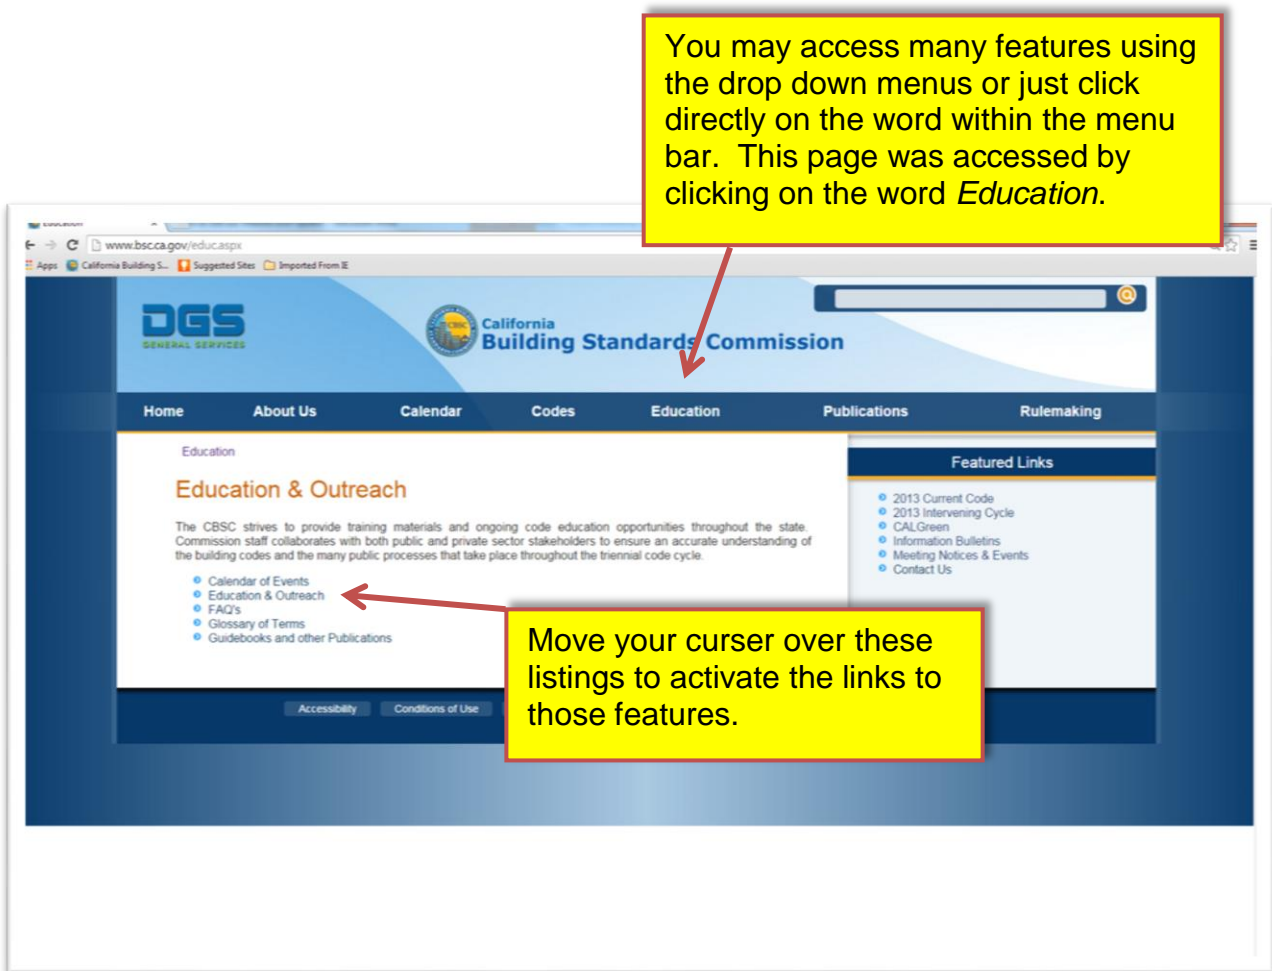 You may access many features using
the drop down menus or just click
directly on the word within the menu
bar.  This page was accessed by
clicking on the word Education.
Education
www.bsc.ca.gov/educ.aspx
Apps California Building S... Suggested Sites Imported From IE
DGS
GENERAL SERVICES
CBSC
California
Building Standards Commission
Home About Us Calendar Codes Education Publications Rulemaking
Education
Education & Outreach
The CBSC strives to provide training materials and ongoing code education opportunities throughout the state.
Commission staff collaborates with both public and private sector stakeholders to ensure an accurate understanding of
the building codes and the many public processes that take place throughout the triennial code cycle.
Calendar of Events
Education & Outreach
FAQ's
Glossary of Terms
Guidebooks and other Publications
Featured Links
2013 Current Code
2013 Intervening Cycle
CALGreen
Information Bulletins
Meeting Notices & Events
Contact Us
Move your curser over these
listings to activate the links to
those features.
Accessibility Conditions of Use